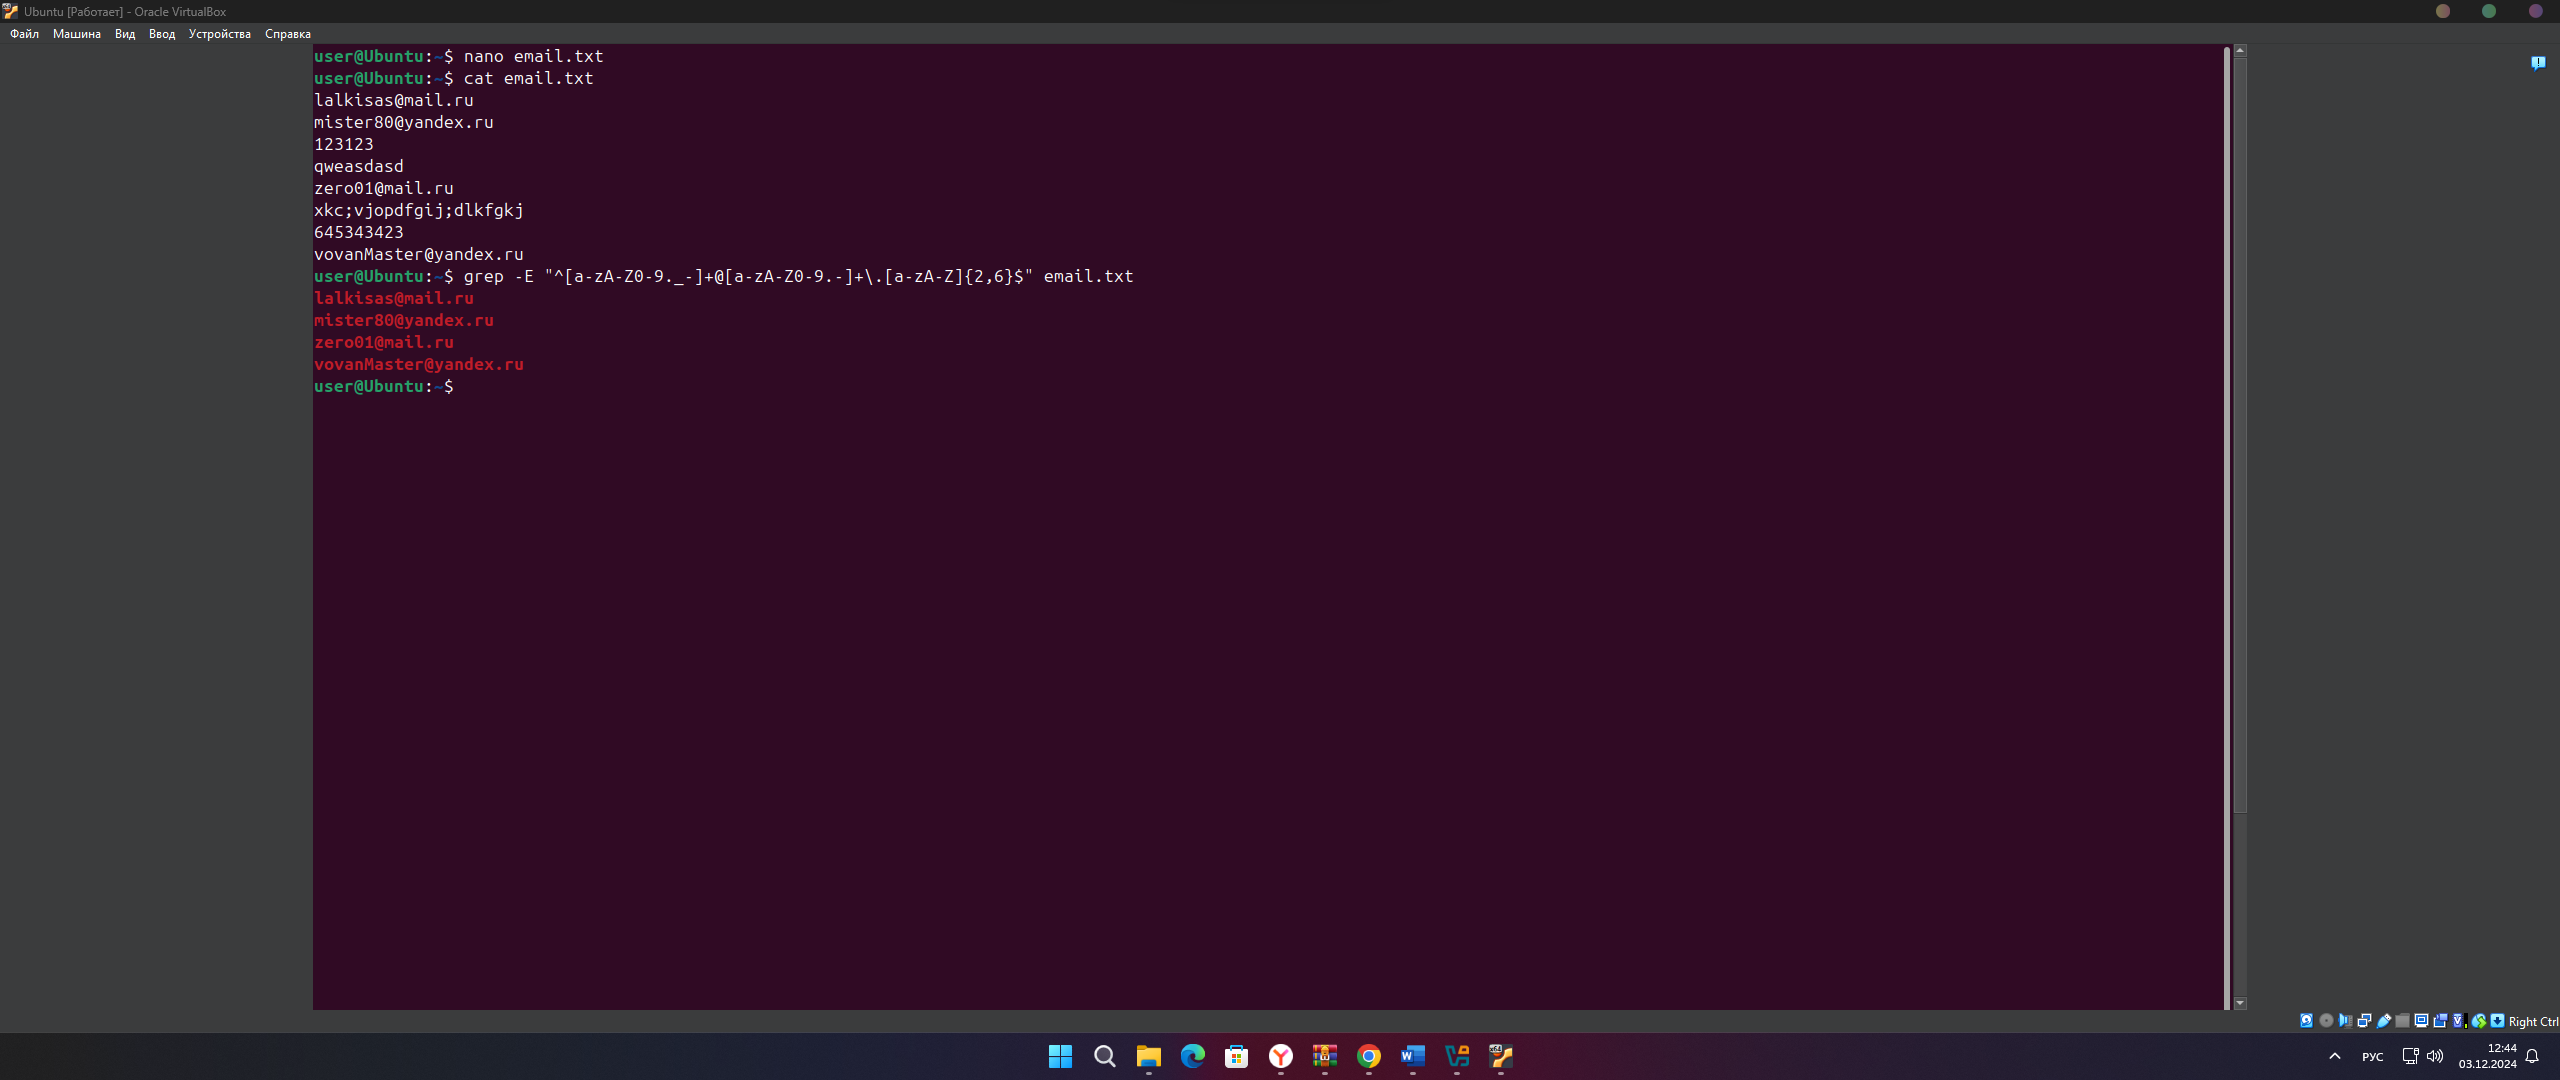 Ubuntu [Работает] - Oracle VirtualBox
Файл Машина Вид Ввод Устройства Справка
user@Ubuntu:~$ nano email.txt
user@Ubuntu:~$ cat email.txt
lalkisas@mail.ru
mister80@yandex.ru
123123
qweasdasd
zero01@mail.ru
xkc;vjopdfgij;dlkfgkj
645343423
vovanMaster@yandex.ru
user@Ubuntu:~$ grep -E "^[a-zA-Z0-9._-]+@[a-zA-Z0-9.-]+\.[a-zA-Z]{2,6}$" email.txt
lalkisas@mail.ru
mister80@yandex.ru
zero01@mail.ru
vovanMaster@yandex.ru
user@Ubuntu:~$
Right Ctrl
РУС
12:44
03.12.2024